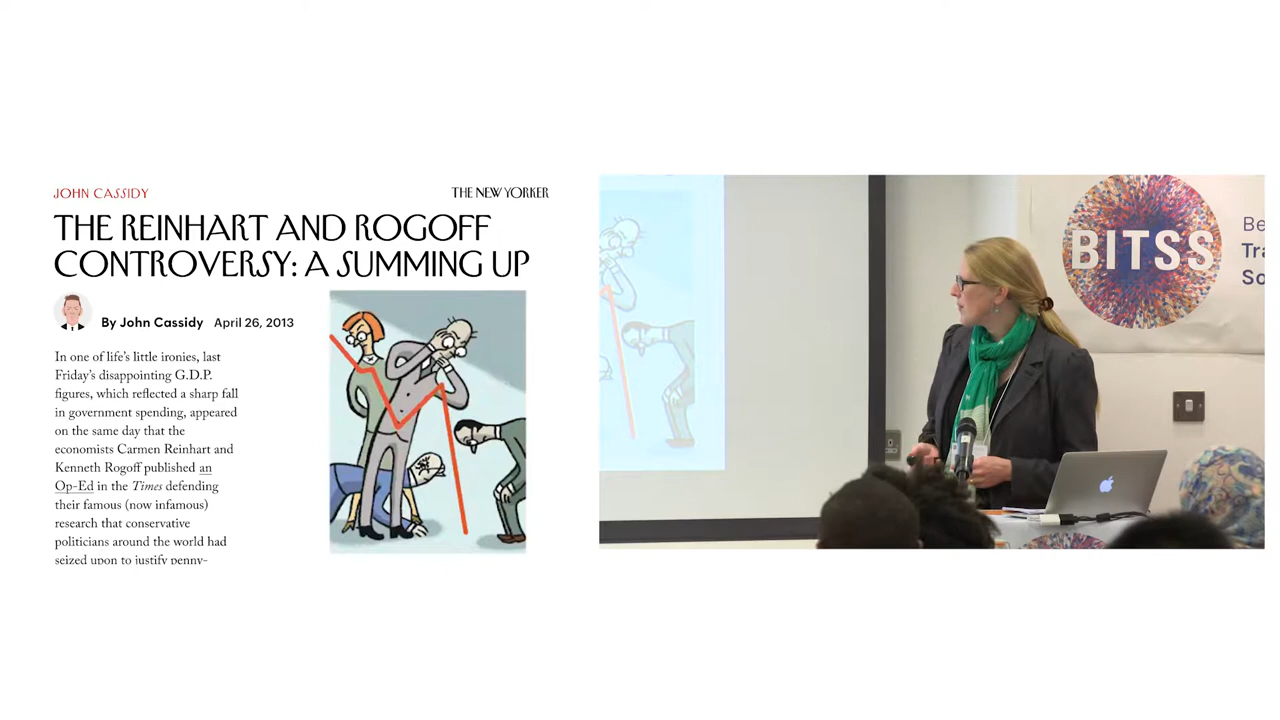 JOHN CASSIDY
THE NEW YORKER
THE REINHART AND ROGOFF
CONTROVERSY: A SUMMING UP
By John Cassidy April 26, 2013
In one of life's little ironies, last
Friday's disappointing G.D.P.
figures, which reflected a sharp fall
in government spending, appeared
on the same day that the
economists Carmen Reinhart and
Kenneth Rogoff published an
Op-Ed in the Times defending
their famous (now infamous)
research that conservative
politicians around the world had
seized upon to justify penny-
BITSS
Be
Tra
So